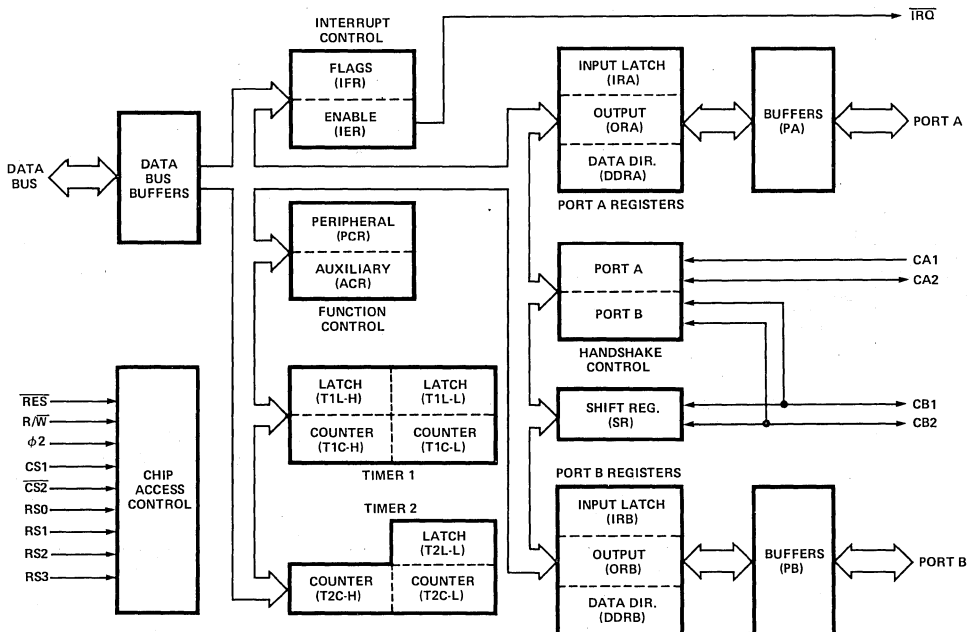 INTERRUPT
CONTROL
FLAGS
(IFR)
ENABLE
(IER)
IRQ
INPUT LATCH
(IRA)
OUTPUT
(ORA)
DATA DIR.
(DDRA)
PORT A REGISTERS
BUFFERS
(PA)
PORT A
DATA
BUS
DATA
BUS
BUFFERS
PERIPHERAL
(PCR)
AUXILIARY
(ACR)
FUNCTION
CONTROL
PORT A
PORT B
HANDSHAKE
CONTROL
CA1
CA2
LATCH
(T1L-H)
LATCH
(T1L-L)
COUNTER
(T1C-H)
COUNTER
(T1C-L)
TIMER 1
SHIFT REG.
(SR)
CB1
CB2
RES
R/W
ϕ2
CS1
CS2
RS0
RS1
RS2
RS3
CHIP
ACCESS
CONTROL
TIMER 2
LATCH
(T2L-L)
COUNTER
(T2C-H)
COUNTER
(T2C-L)
PORT B REGISTERS
INPUT LATCH
(IRB)
OUTPUT
(ORB)
DATA DIR.
(DDRB)
BUFFERS
(PB)
PORT B